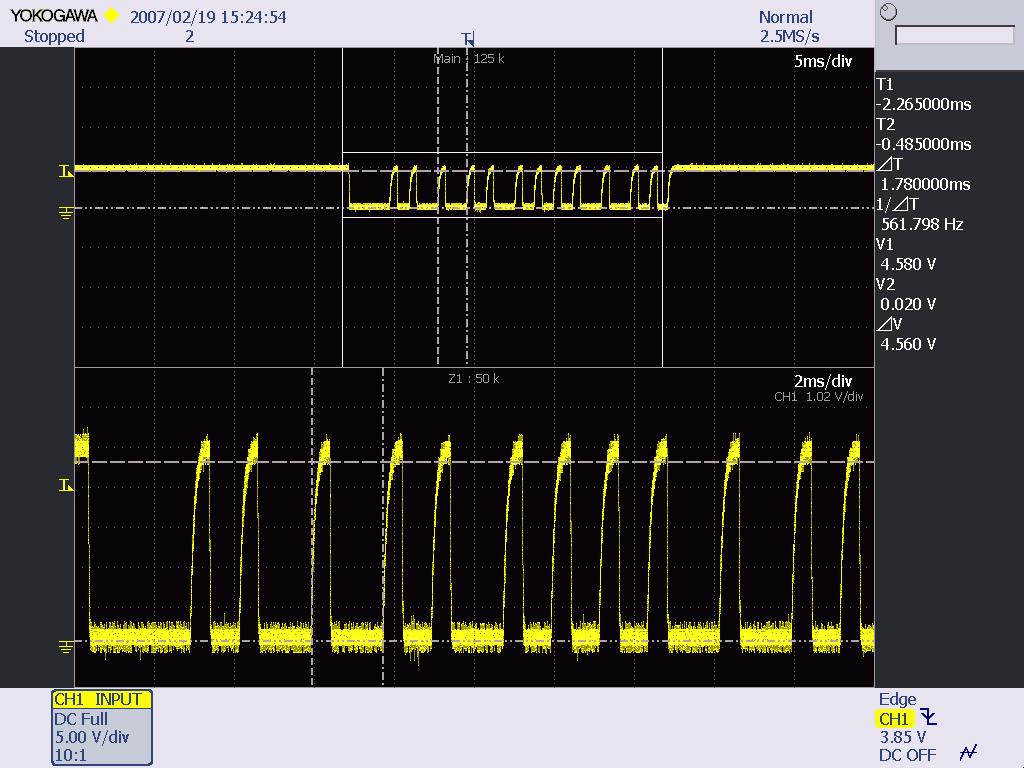 YOKOGAWA 2007/02/19 15:24:54 Normal
Stopped 2 2.5MS/s
T
Main : 125 k 5ms/div
T1
-2.265000ms
T2
-0.485000ms
⊿T
1.780000ms
1/⊿T
561.798 Hz
V1
4.580 V
V2
0.020 V
⊿V
4.560 V
Z1 : 50 k 2ms/div
CH1 1.02 V/div
CH1 INPUT
DC Full
5.00 V/div
10:1
Edge
CH1
3.85 V
DC OFF